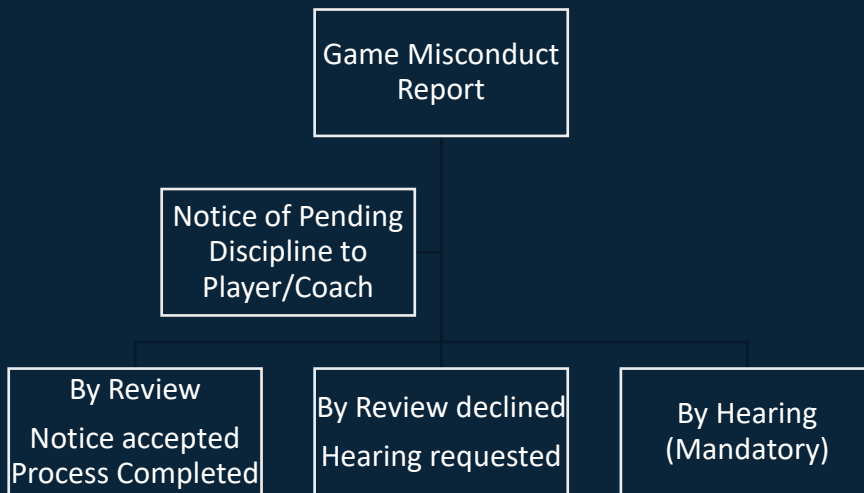 Game Misconduct
Report
Notice of Pending
Discipline to
Player/Coach
By Review
Notice accepted
Process Completed
By Review declined
Hearing requested
By Hearing
(Mandatory)